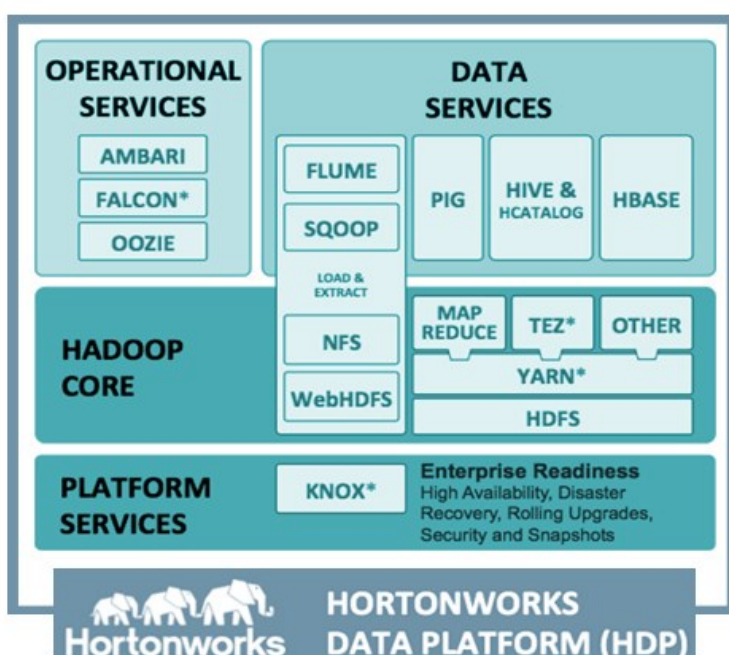 OPERATIONAL
SERVICES
AMBARI
FALCON*
OOZIE
DATA
SERVICES
FLUME
SQOOP
LOAD &
EXTRACT
NFS
WebHDFS
PIG
HIVE &
HCATALOG
HBASE
HADOOP
CORE
MAP
REDUCE
TEZ*
OTHER
YARN*
HDFS
PLATFORM
SERVICES
KNOX*
Enterprise Readiness
High Availability, Disaster
Recovery, Rolling Upgrades,
Security and Snapshots
Hortonworks
HORTONWORKS
DATA PLATFORM (HDP)